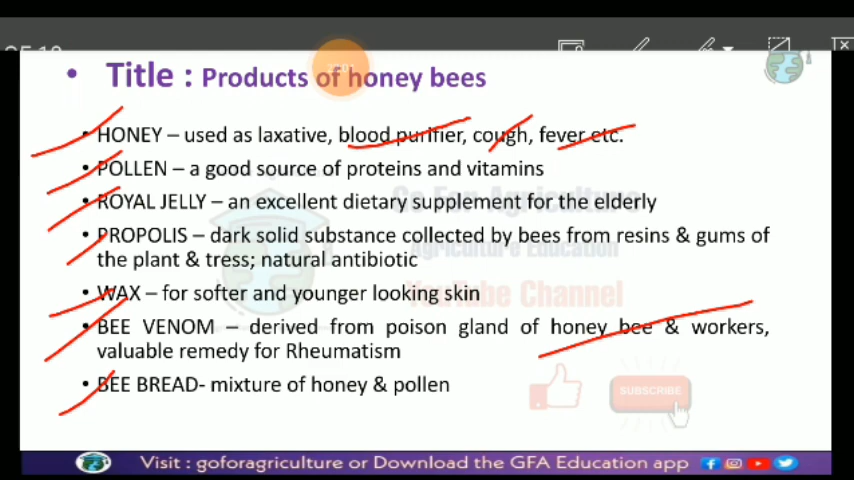 Title : Products of honey bees
• HONEY – used as laxative, blood purifier, cough, fever etc.
• POLLEN – a good source of proteins and vitamins
• ROYAL JELLY – an excellent dietary supplement for the elderly
• PROPOLIS – dark solid substance collected by bees from resins & gums of
the plant & tress; natural antibiotic
• WAX – for softer and younger looking skin
• BEE VENOM – derived from poison gland of honey bee & workers,
valuable remedy for Rheumatism
• BEE BREAD- mixture of honey & pollen
Go For Agriculture
Agriculture Education
YouTube Channel
SUBSCRIBE
Visit : goforagriculture or Download the GFA Education app